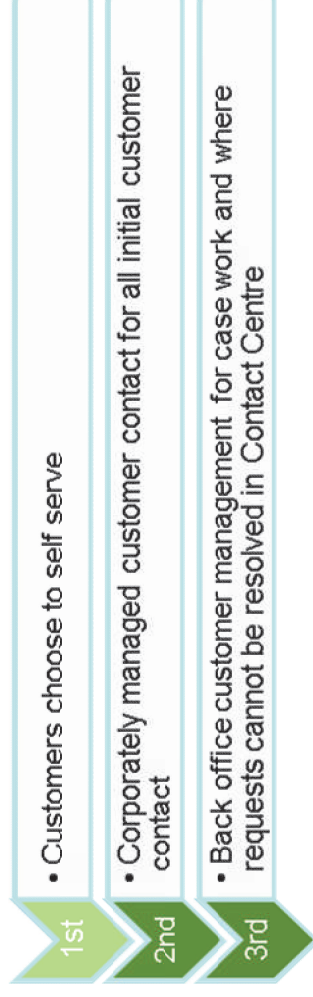 1st
• Customers choose to self serve
2nd
• Corporately managed customer contact for all initial customer
contact
3rd
• Back office customer management for case work and where
requests cannot be resolved in Contact Centre